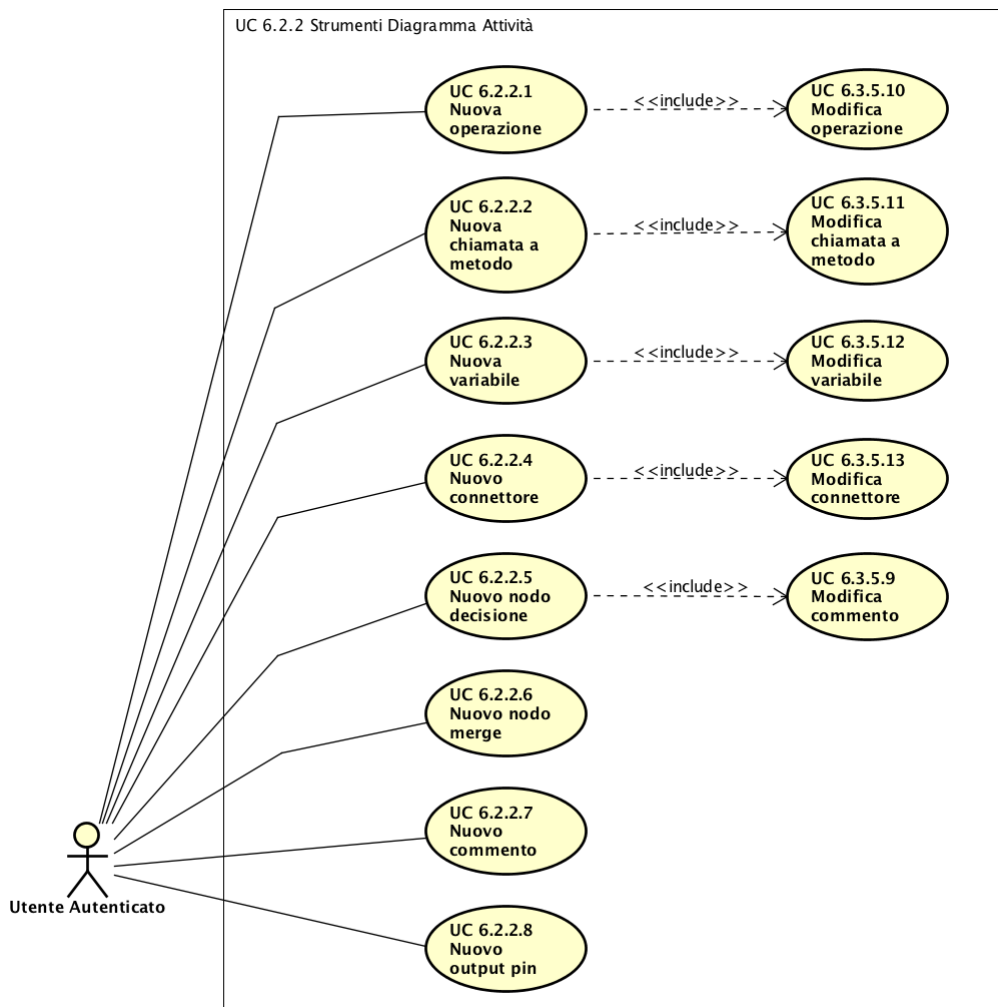 UC 6.2.2 Strumenti Diagramma Attività
UC 6.2.2.1
Nuova
operazione
<<include>>
UC 6.3.5.10
Modifica
operazione
UC 6.2.2.2
Nuova
chiamata a
metodo
<<include>>
UC 6.3.5.11
Modifica
chiamata a
metodo
UC 6.2.2.3
Nuova
variabile
<<include>>
UC 6.3.5.12
Modifica
variabile
UC 6.2.2.4
Nuovo
connettore
<<include>>
UC 6.3.5.13
Modifica
connettore
UC 6.2.2.5
Nuovo nodo
decisione
<<include>>
UC 6.3.5.9
Modifica
commento
UC 6.2.2.6
Nuovo nodo
merge
UC 6.2.2.7
Nuovo
commento
Utente Autenticato
UC 6.2.2.8
Nuovo
output pin